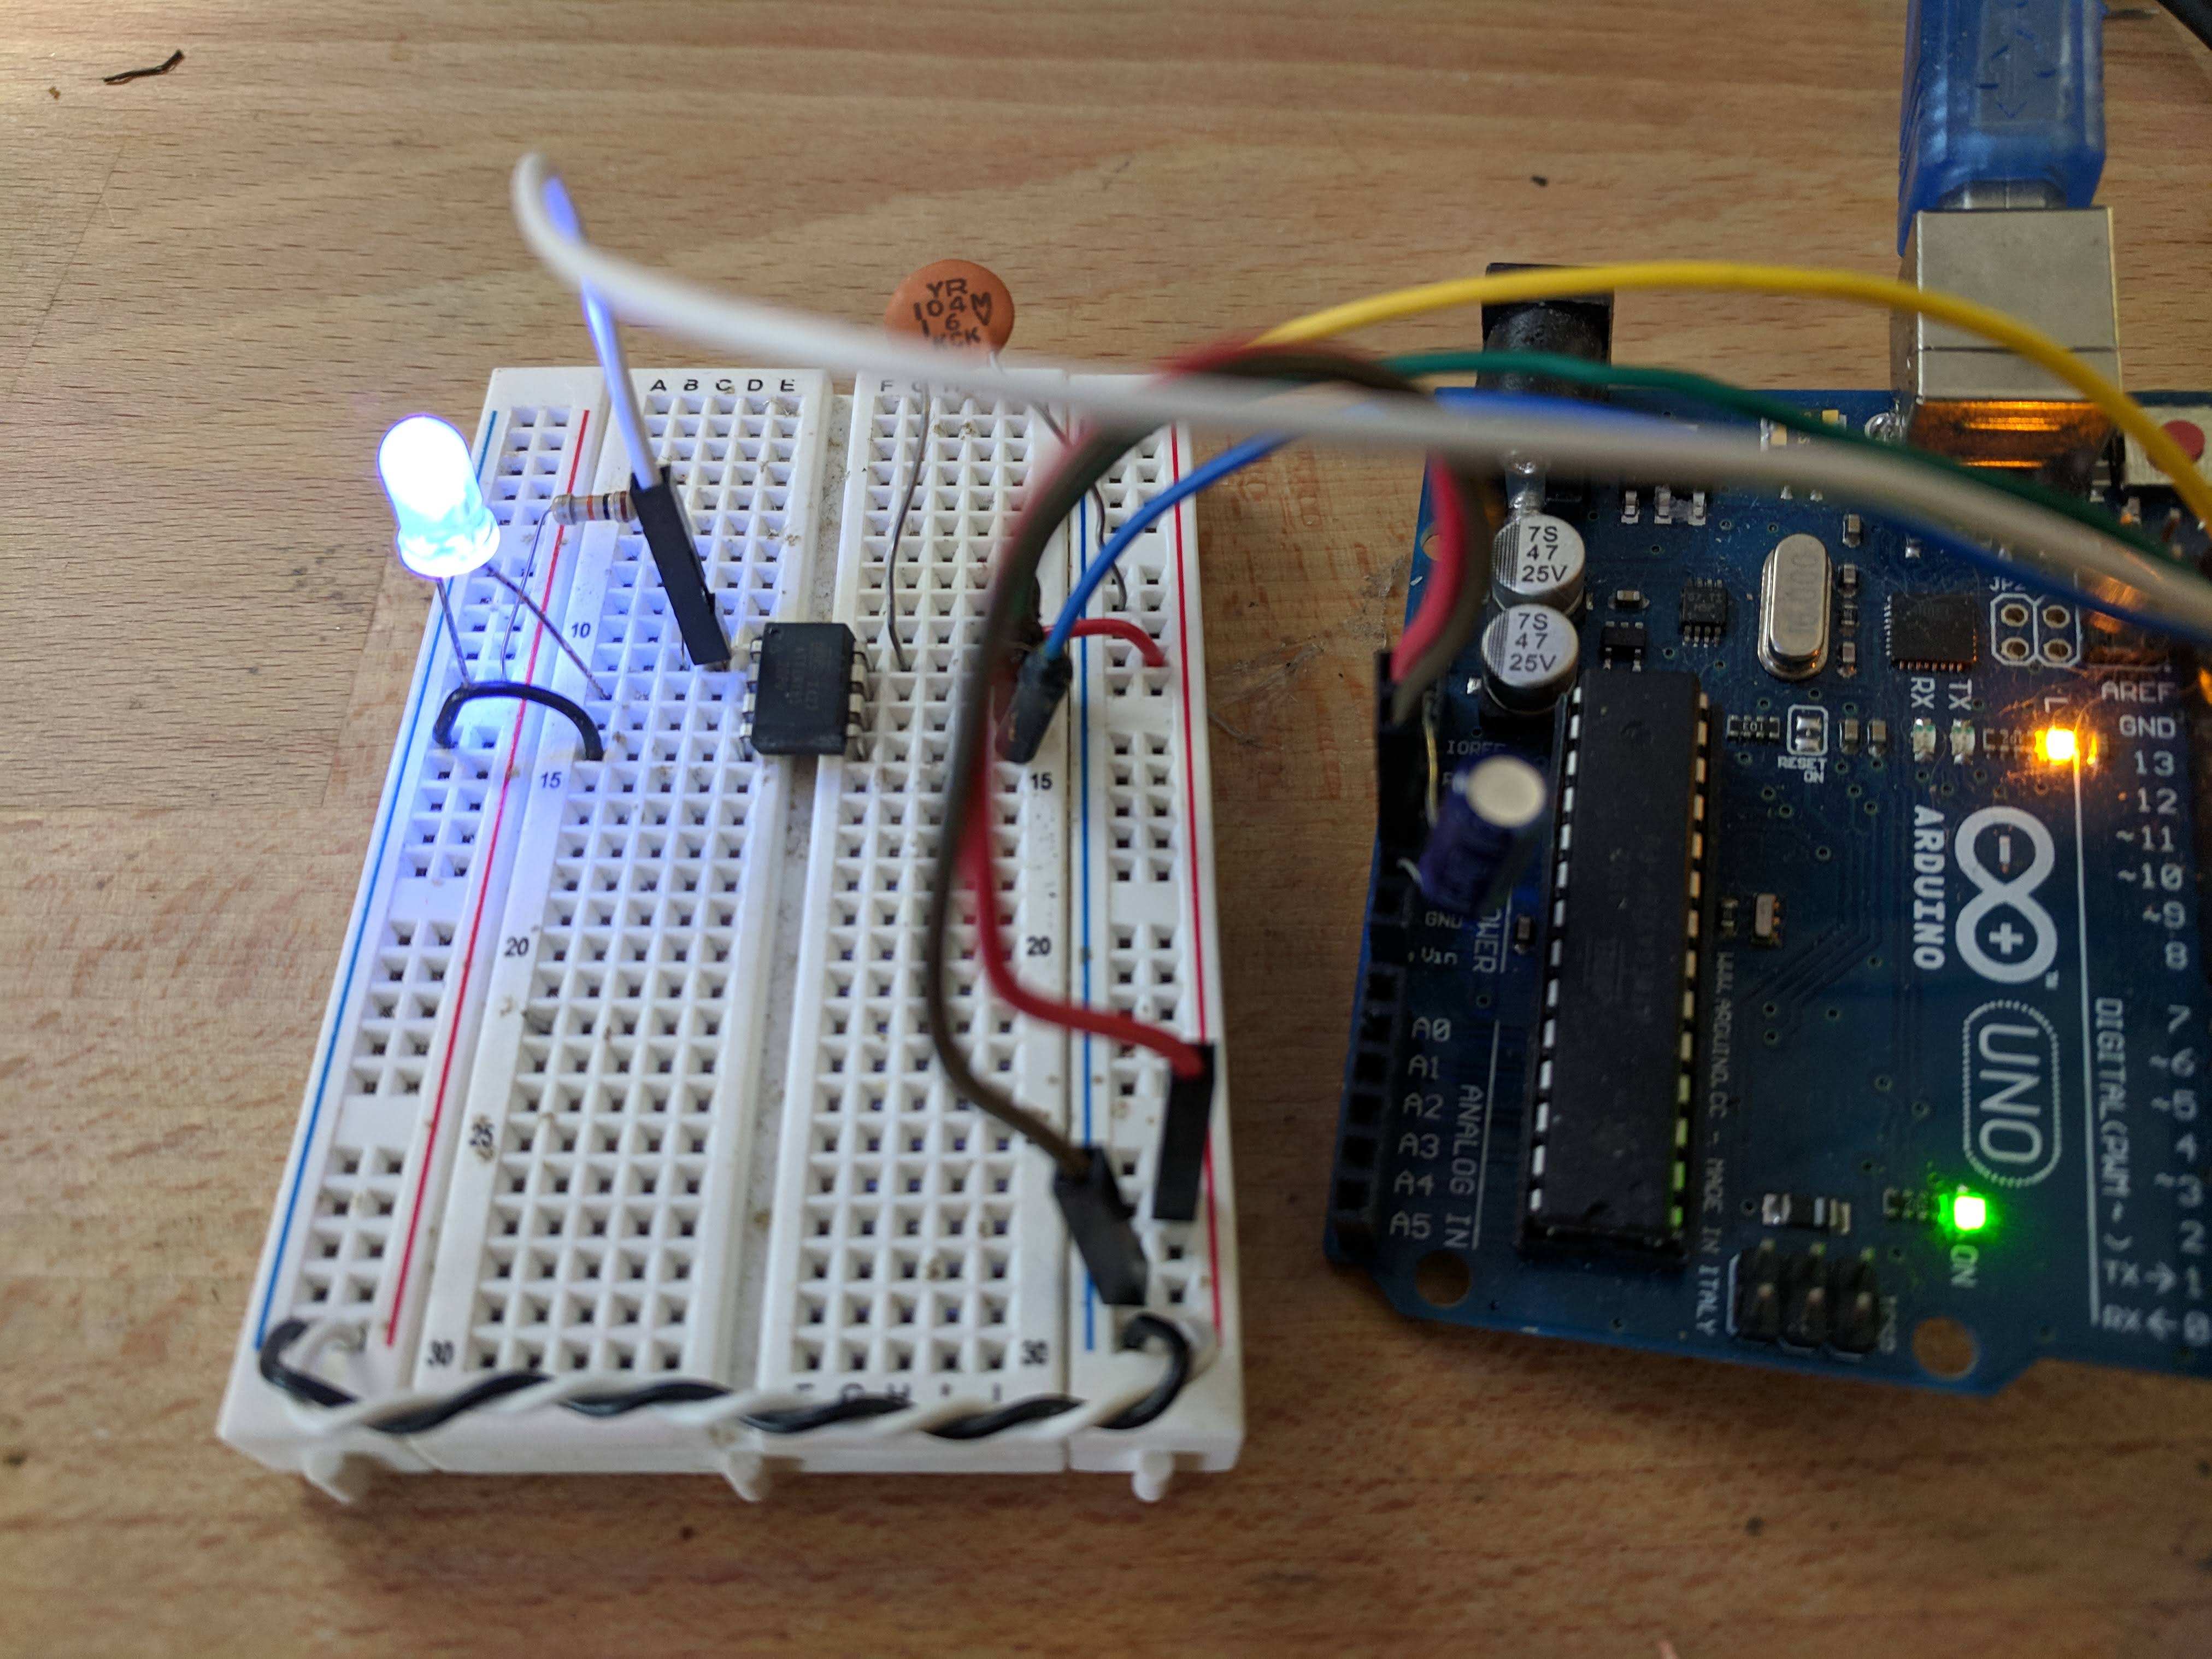 YR
104M
16
KCK
A B C D E
F G H
10
15
15
20
20
30
30
7S
47
25V
7S
47
25V
IOREF
GND
Vin
POWER
A0
A1
A2
A3
A4
A5
ANALOG IN
RESET
ON
RX
TX
L
AREF
GND
13
12
~11
~10
~9
8
7
~6
~5
4
~3
2
TX→1
RX←0
DIGITAL (PWM~)
ARDUINO
UNO
ON
WWW.ARDUINO.CC - MADE IN ITALY